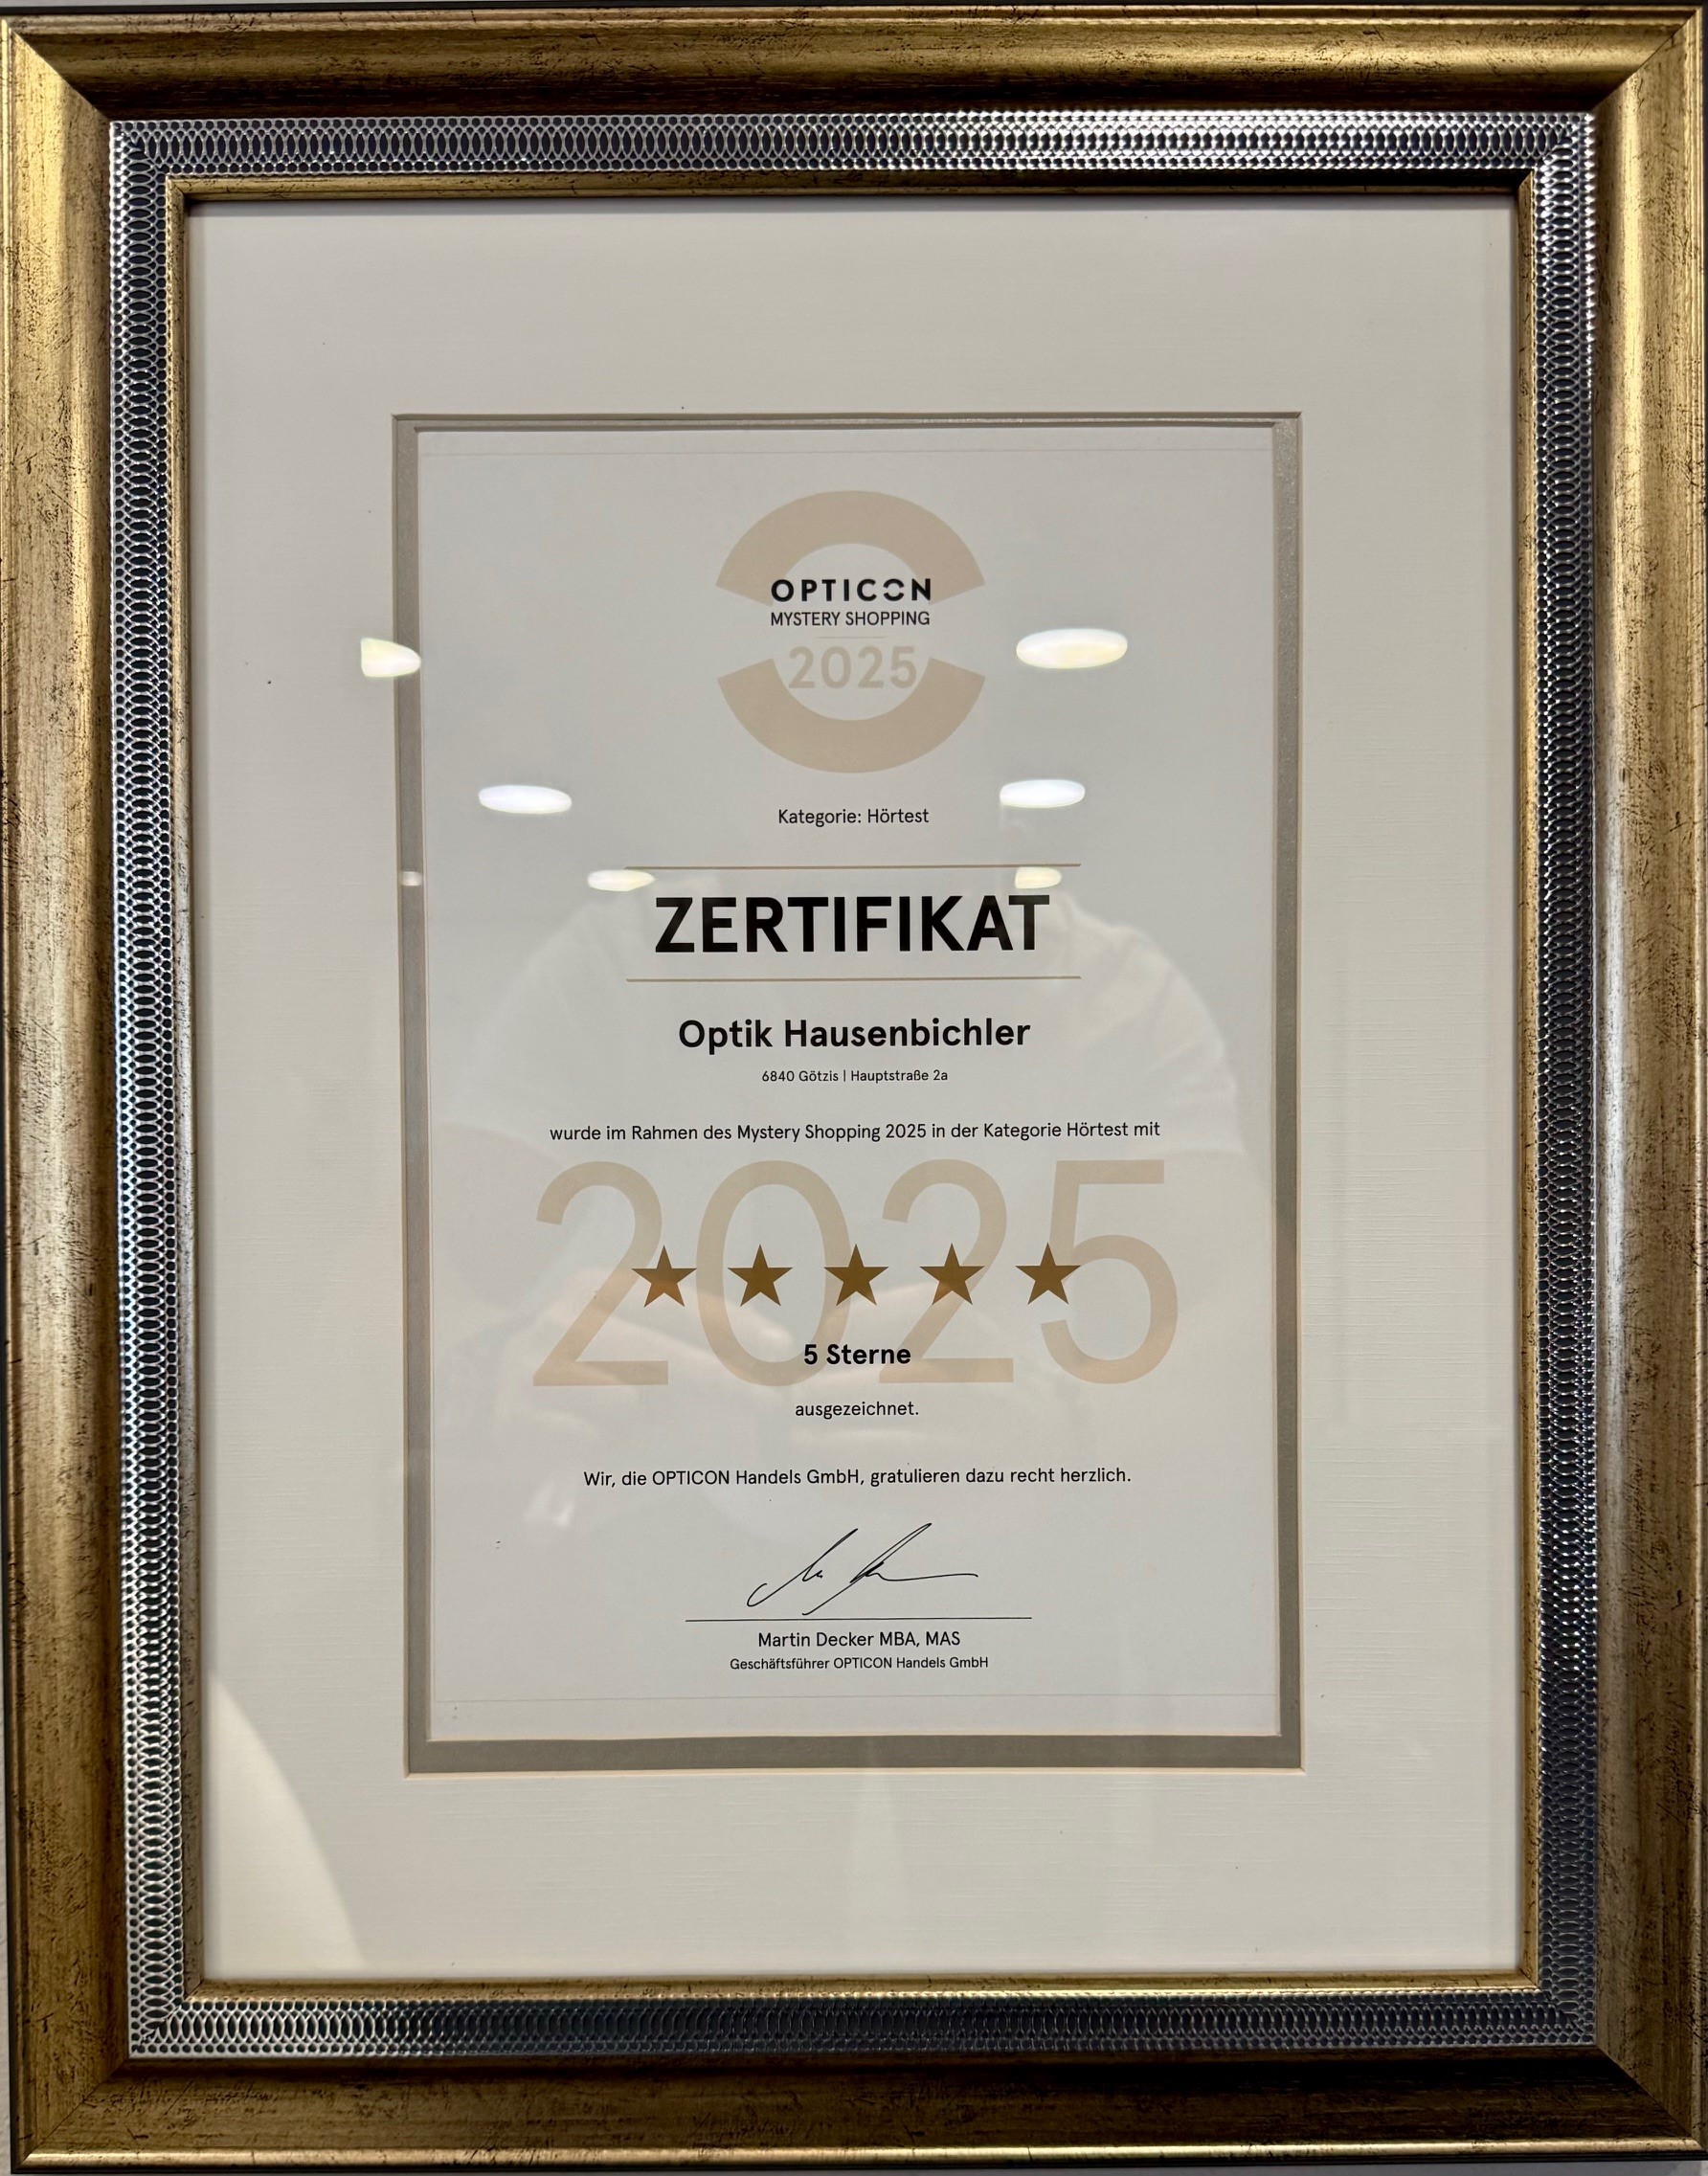 OPTICON
MYSTERY SHOPPING
2025
Kategorie: Hörtest
ZERTIFIKAT
Optik Hausenbichler
6840 Götzis | Hauptstraße 2a
wurde im Rahmen des Mystery Shopping 2025 in der Kategorie Hörtest mit
2025
5 Sterne
ausgezeichnet.
Wir, die OPTICON Handels GmbH, gratulieren dazu recht herzlich.
Martin Decker MBA, MAS
Geschäftsführer OPTICON Handels GmbH